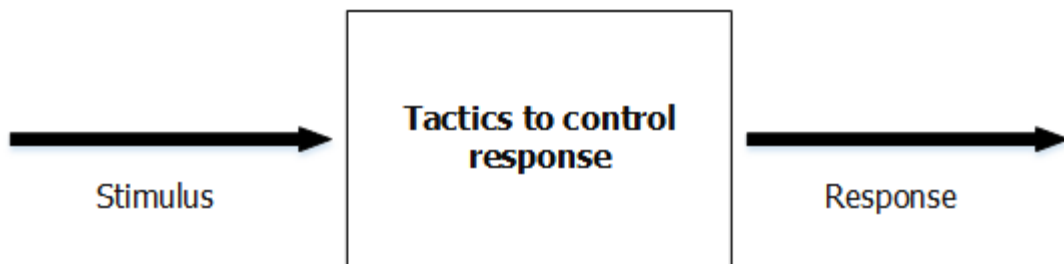 Tactics to control
response
Stimulus
Response